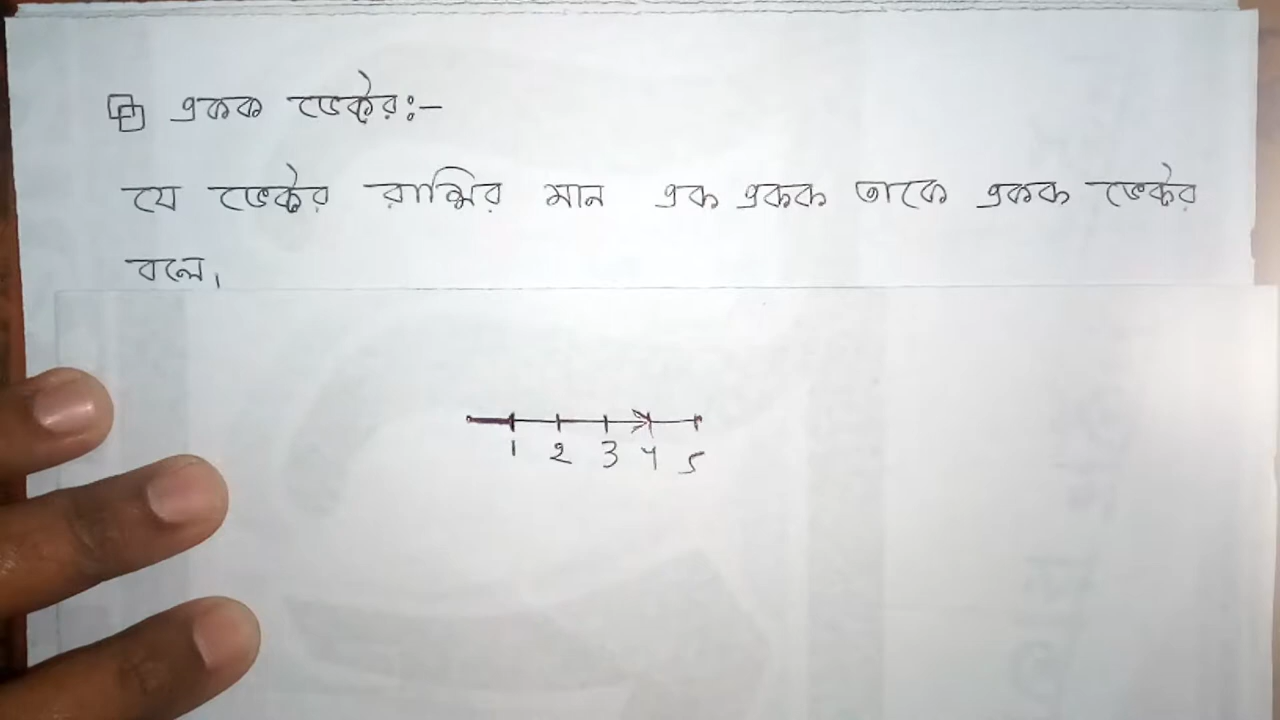 একক ভেক্টর:-
যে ভেক্টর রাশির মান এক একক তাকে একক ভেক্টর
বলে।
1 2 3 4 5